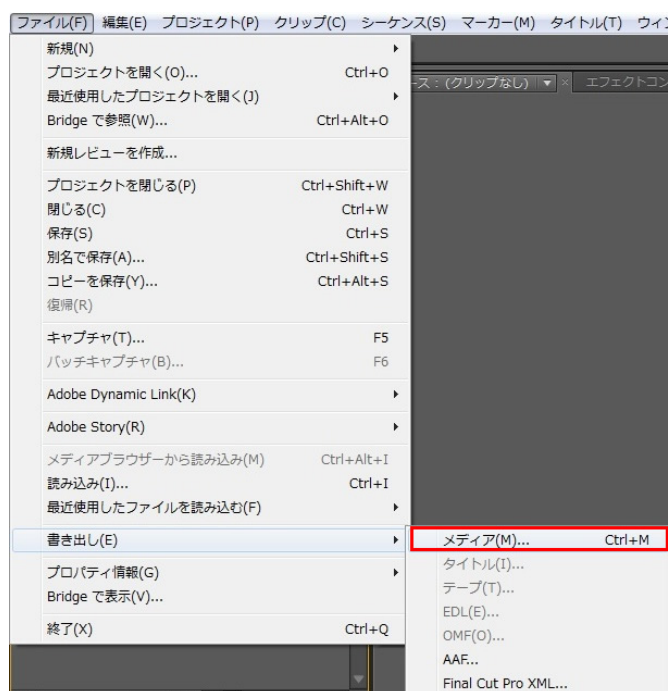 ファイル(F) 編集(E) プロジェクト(P) クリップ(C) シーケンス(S) マーカー(M) タイトル(T) ウィン
新規(N)
プロジェクトを開く(O)... Ctrl+O
最近使用したプロジェクトを開く(J)
Bridge で参照(W)... Ctrl+Alt+O
新規レビューを作成...
プロジェクトを閉じる(P) Ctrl+Shift+W
閉じる(C) Ctrl+W
保存(S) Ctrl+S
別名で保存(A)... Ctrl+Shift+S
コピーを保存(Y)... Ctrl+Alt+S
復帰(R)
キャプチャ(T)... F5
バッチキャプチャ(B)... F6
Adobe Dynamic Link(K)
Adobe Story(R)
メディアブラウザーから読み込み(M) Ctrl+Alt+I
読み込み(I)... Ctrl+I
最近使用したファイルを読み込む(F)
書き出し(E)
プロパティ情報(G)
Bridge で表示(V)...
終了(X) Ctrl+Q
ース : (クリップなし) エフェクトコン
メディア(M)... Ctrl+M
タイトル(I)...
テープ(T)...
EDL(E)...
OMF(O)...
AAF...
Final Cut Pro XML...